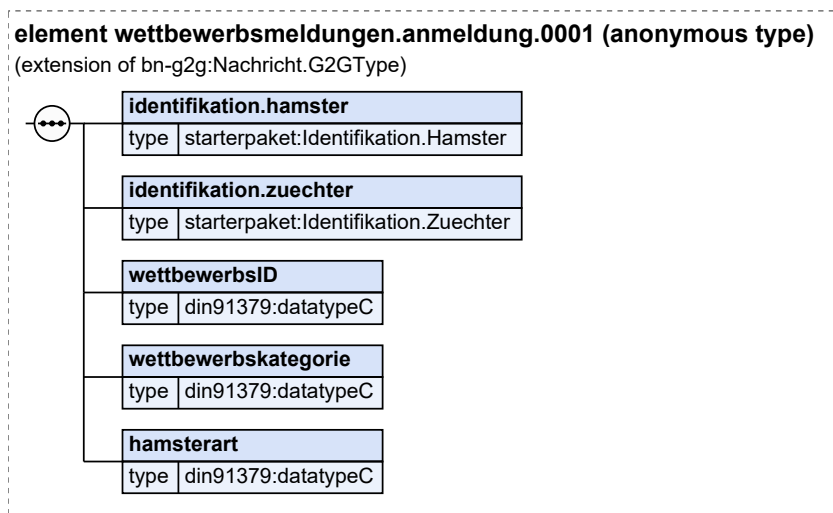 element wettbewerbsmeldungen.anmeldung.0001 (anonymous type)
(extension of bn-g2g:Nachricht.G2GType)
identifikation.hamster
type starterpaket:Identifikation.Hamster
identifikation.zuechter
type starterpaket:Identifikation.Zuechter
wettbewerbsID
type din91379:datatypeC
wettbewerbskategorie
type din91379:datatypeC
hamsterart
type din91379:datatypeC